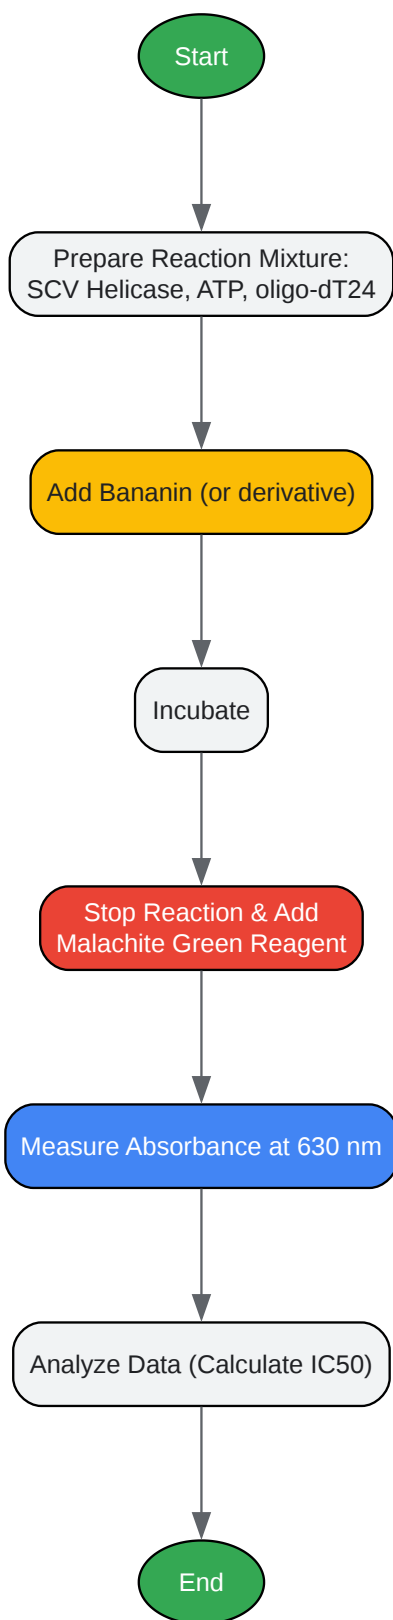 Start
Prepare Reaction Mixture:
SCV Helicase, ATP, oligo-dT24
Add Bananin (or derivative)
Incubate
Stop Reaction & Add
Malachite Green Reagent
Measure Absorbance at 630 nm
Analyze Data (Calculate IC50)
End